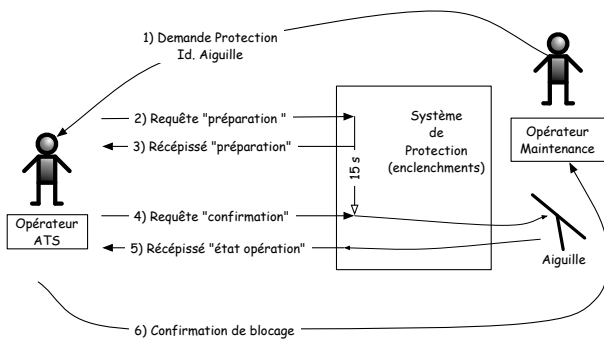 1) Demande Protection
Id. Aiguille
2) Requête "préparation "
3) Récépissé "préparation"
15 s
Système
de
Protection
(enclenchments)
Opérateur
Maintenance
Opérateur
ATS
4) Requête "confirmation"
5) Récépissé "état opération"
Aiguille
6) Confirmation de blocage